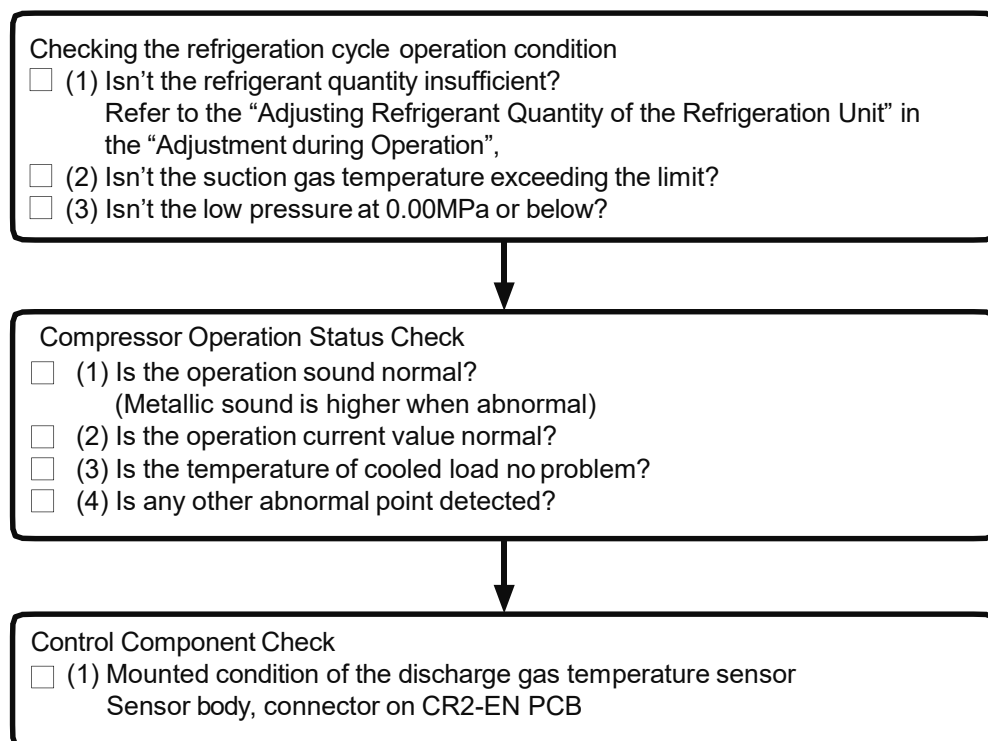 Checking the refrigeration cycle operation condition
(1) Isn’t the refrigerant quantity insufficient?
Refer to the “Adjusting Refrigerant Quantity of the Refrigeration Unit” in
the “Adjustment during Operation”,
(2) Isn’t the suction gas temperature exceeding the limit?
(3) Isn’t the low pressure at 0.00MPa or below?
Compressor Operation Status Check
(1) Is the operation sound normal?
(Metallic sound is higher when abnormal)
(2) Is the operation current value normal?
(3) Is the temperature of cooled load no problem?
(4) Is any other abnormal point detected?
Control Component Check
(1) Mounted condition of the discharge gas temperature sensor
Sensor body, connector on CR2-EN PCB